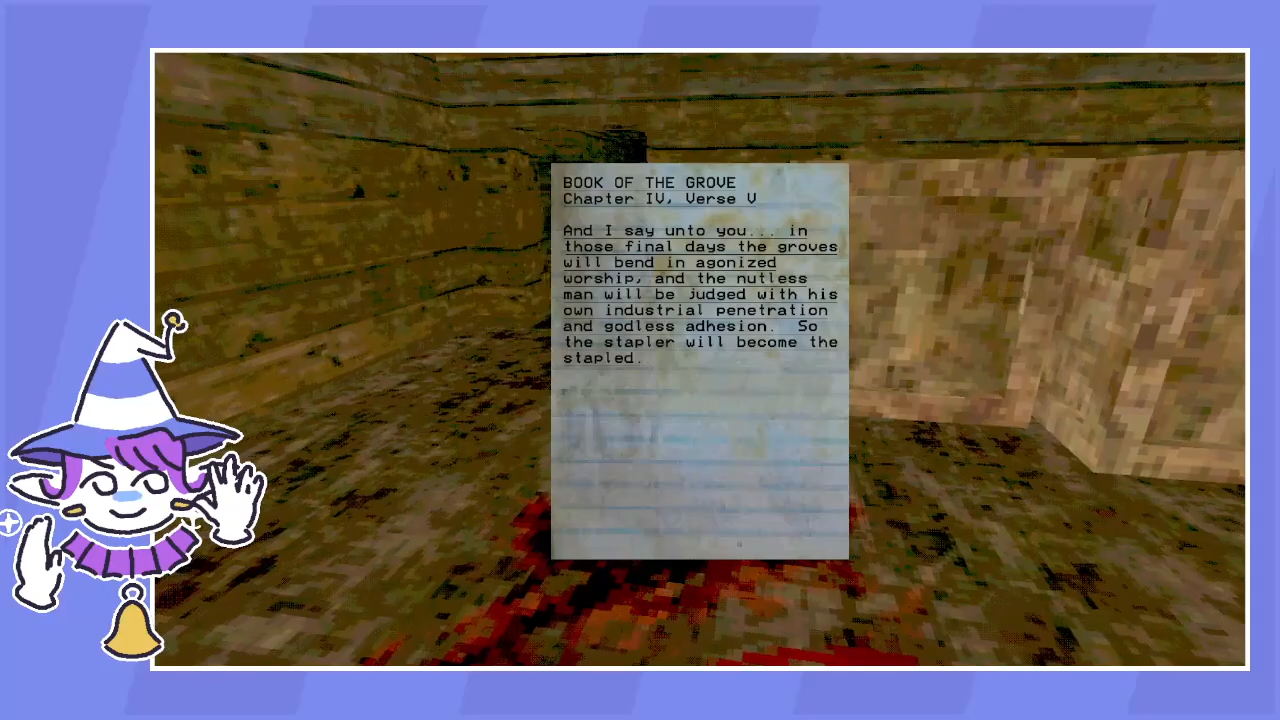 BOOK OF THE GROVE
Chapter IV, Verse V
And I say unto you... in
those final days the groves
will bend in agonized
worship, and the nutless
man will be judged with his
own industrial penetration
and godless adhesion. So
the stapler will become the
stapled.